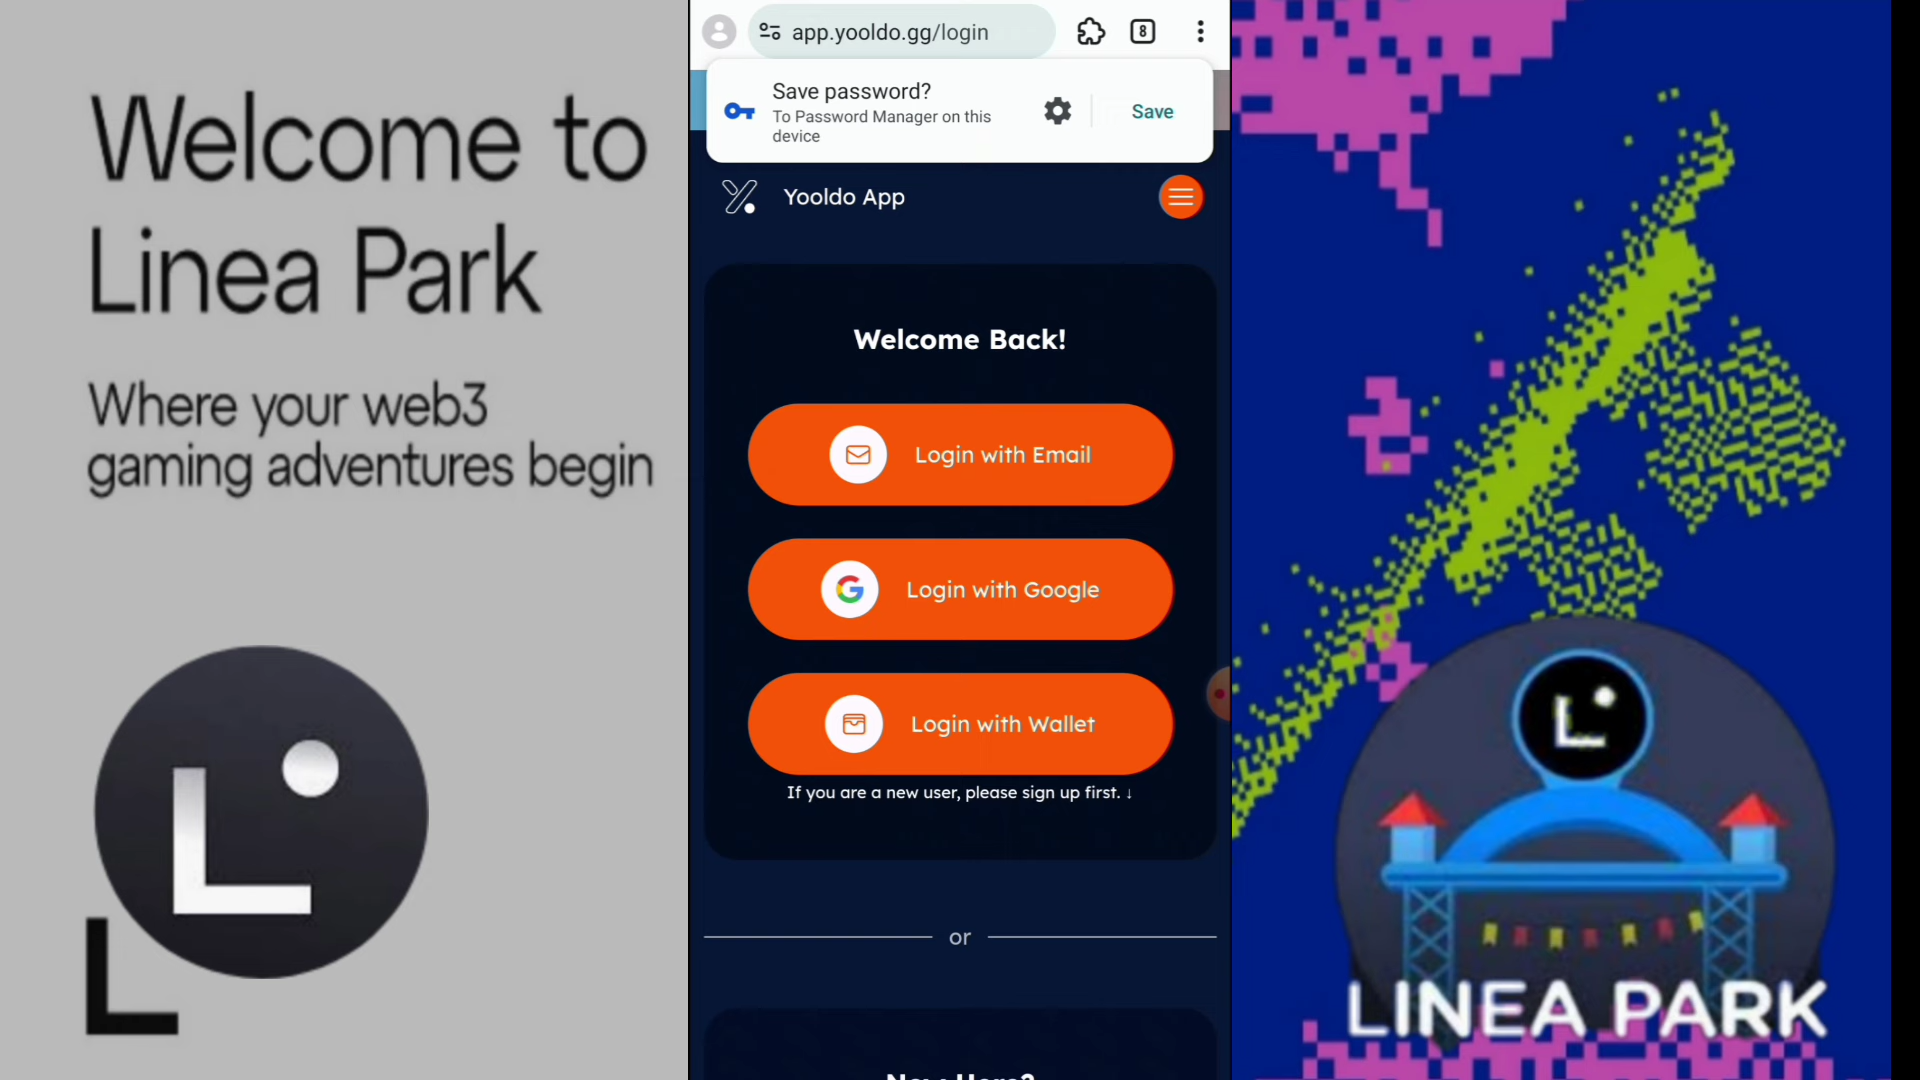 Welcome to
Linea Park
Where your web3
gaming adventures begin
app.yooldo.gg/login
8
Save password?
To Password Manager on this
device
Save
Yooldo App
Welcome Back!
Login with Email
Login with Google
Login with Wallet
If you are a new user, please sign up first. ↓
or
New Here?
LINEA PARK